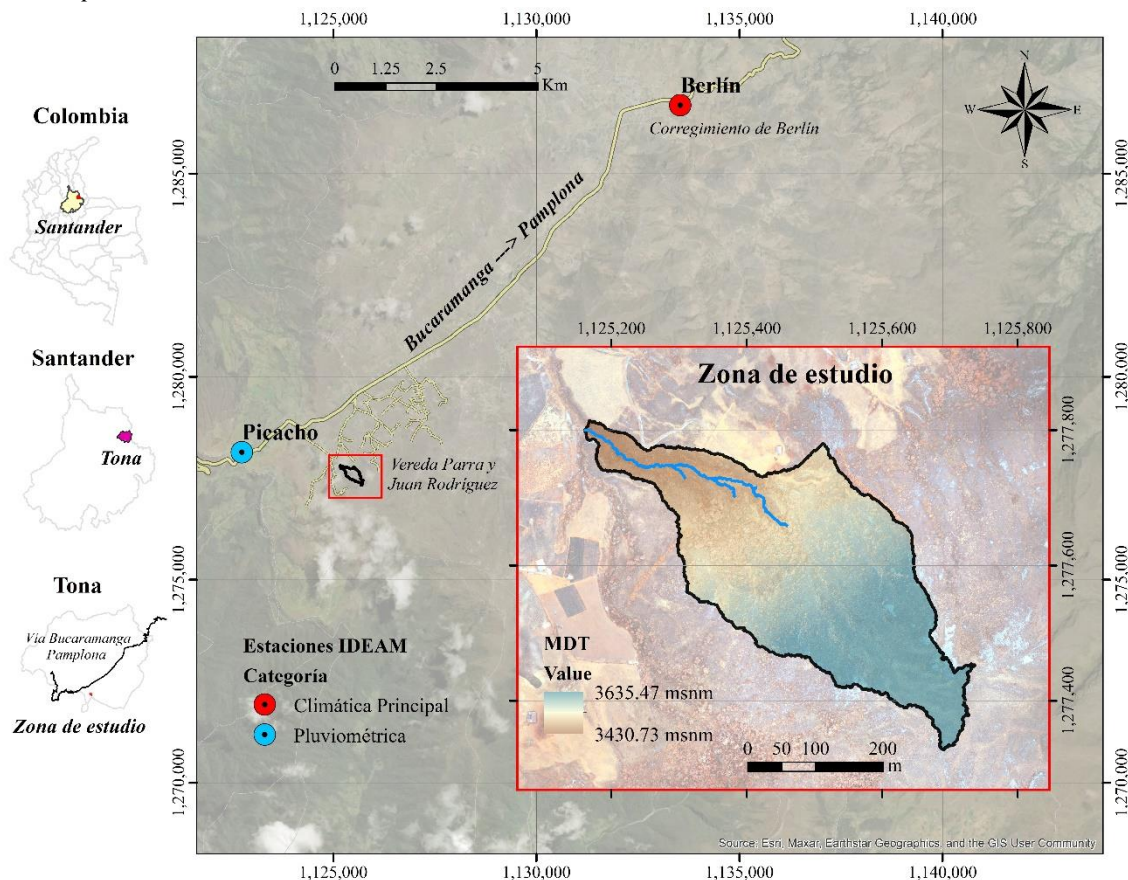 1,125,000
1,130,000
1,135,000
1,140,000
0 1.25 2.5 5
Km
N
W E
S
Berlín
Corregimiento de Berlín
Colombia
Santander
1,285,000
1,285,000
Bucaramanga ---> Pamplona
Santander
Tona
1,280,000
1,280,000
Picacho
Vereda Parra y
Juan Rodríguez
1,125,200
1,125,400
1,125,600
1,125,800
Zona de estudio
1,277,800
1,277,600
1,277,400
MDT
Value
3635.47 msnm
3430.73 msnm
0 50 100 200
m
1,275,000
1,275,000
Tona
Via Bucaramanga
Pamplona
Zona de estudio
Estaciones IDEAM
Categoría
Climática Principal
Pluviométrica
1,270,000
1,270,000
Source: Esri, Maxar, Earthstar Geographics, and the GIS User Community
1,125,000
1,130,000
1,135,000
1,140,000